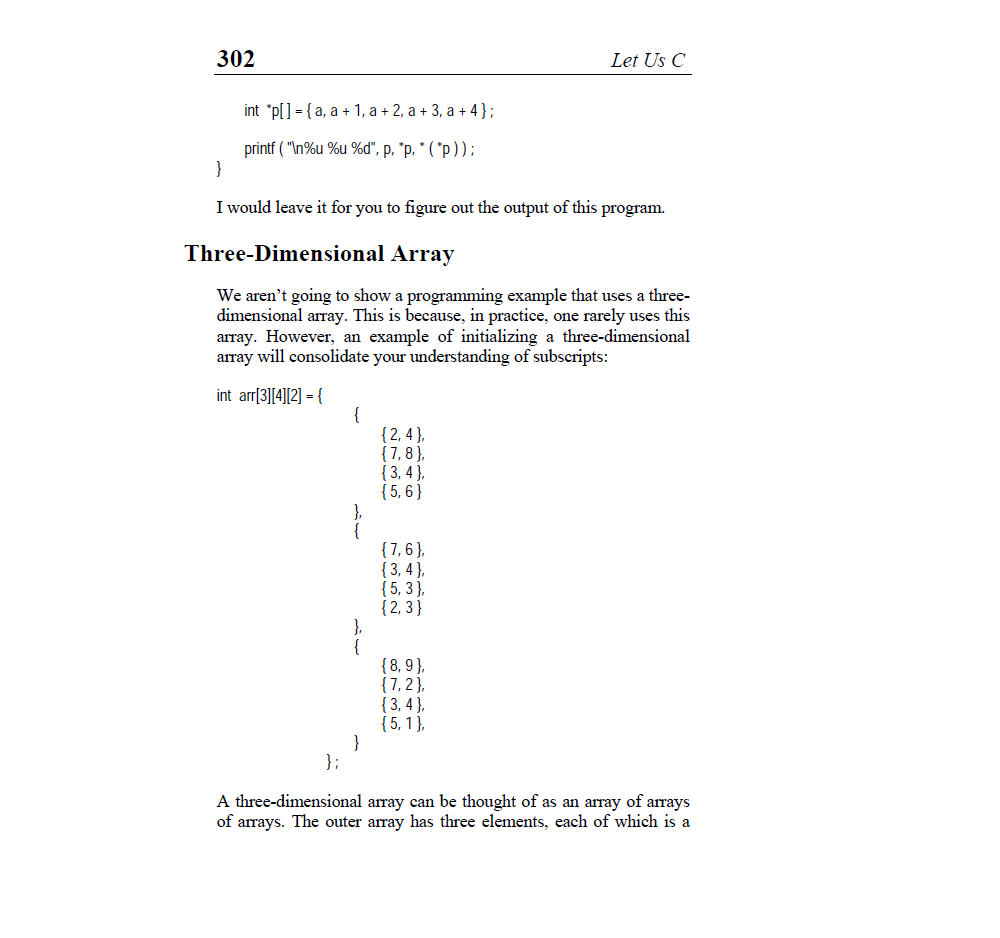 302 Let Us C
int *p[ ] = { a, a + 1, a + 2, a + 3, a + 4 } ;
printf ( "\n%u %u %d", p, *p, * ( *p ) ) ;
}
I would leave it for you to figure out the output of this program.
Three-Dimensional Array
We aren’t going to show a programming example that uses a three-
dimensional array. This is because, in practice, one rarely uses this
array. However, an example of initializing a three-dimensional
array will consolidate your understanding of subscripts:
int arr[3][4][2] = {
{
{ 2, 4 },
{ 7, 8 },
{ 3, 4 },
{ 5, 6 }
},
{
{ 7, 6 },
{ 3, 4 },
{ 5, 3 },
{ 2, 3 }
},
{
{ 8, 9 },
{ 7, 2 },
{ 3, 4 },
{ 5, 1 },
}
} ;
A three-dimensional array can be thought of as an array of arrays
of arrays. The outer array has three elements, each of which is a